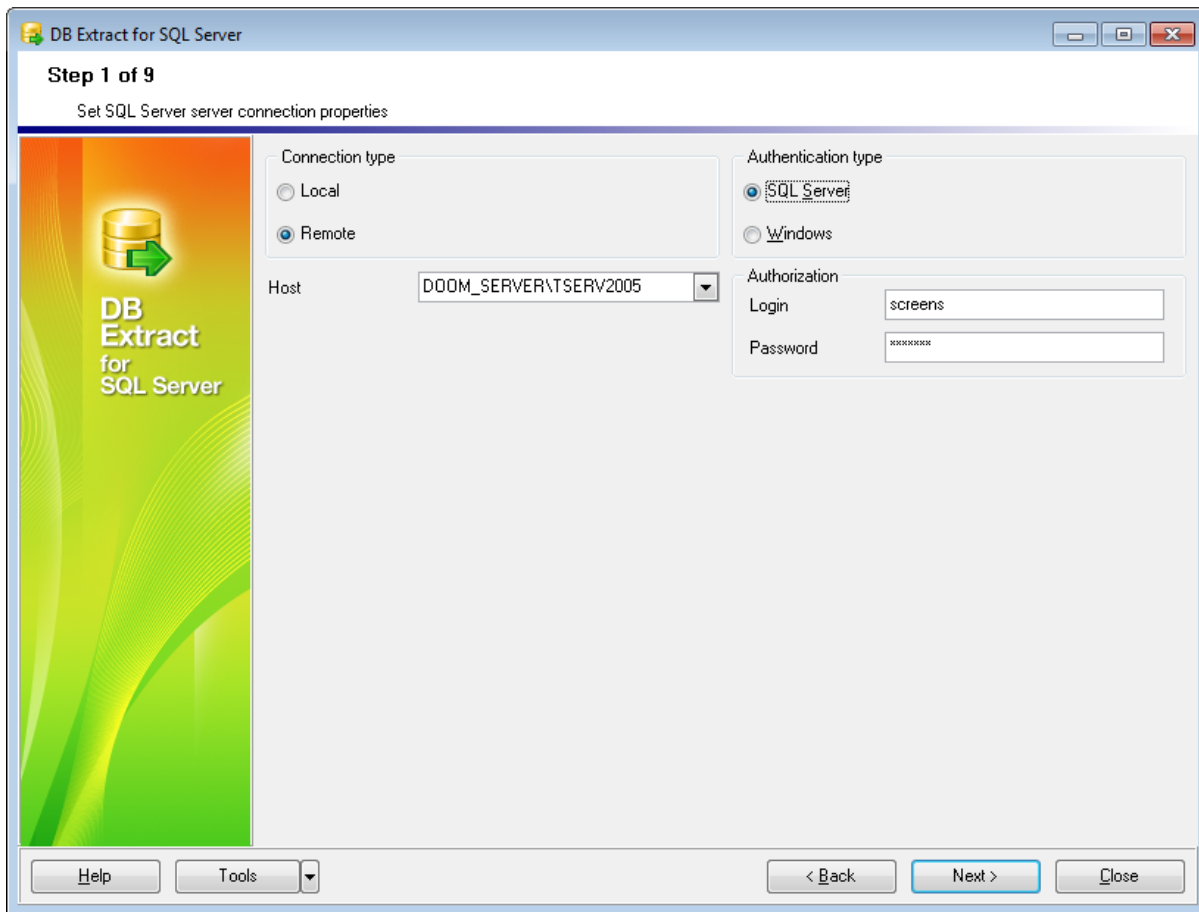 DB Extract for SQL Server
Step 1 of 9
Set SQL Server server connection properties
DB
Extract
for
SQL Server
Connection type
Local
Remote
Host
DOOM_SERVER\TSERV2005
Authentication type
SQL Server
Windows
Authorization
Login
screens
Password
*******
Help
Tools
< Back
Next >
Close